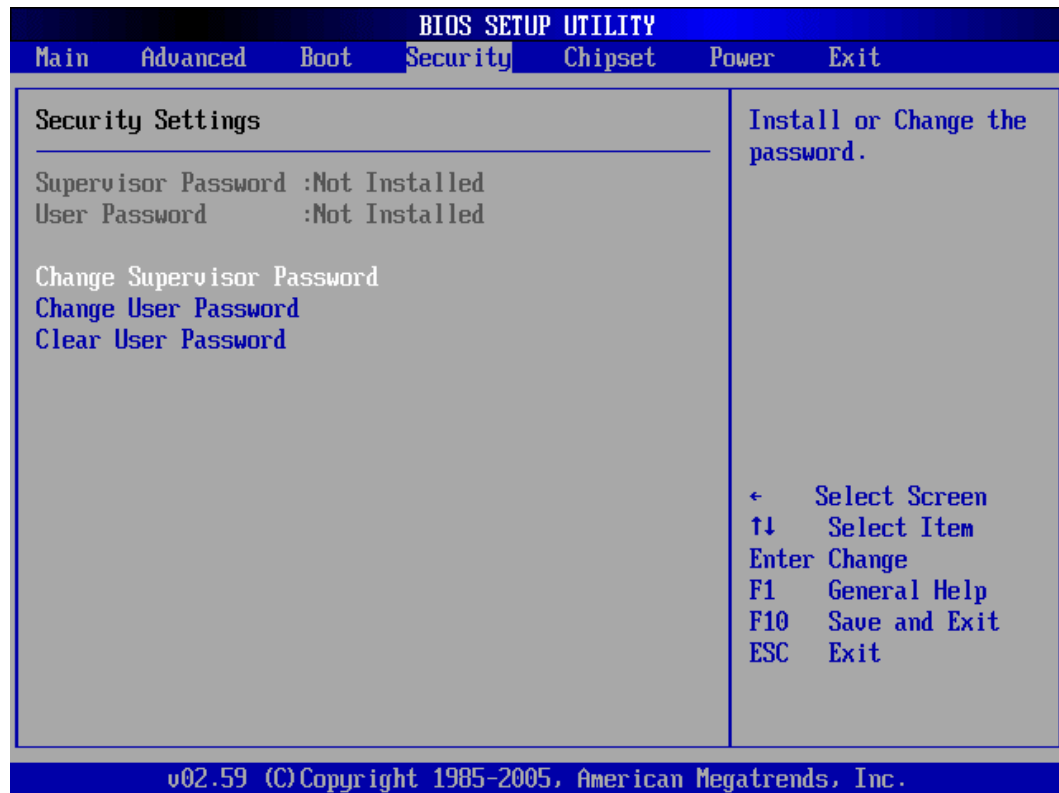 BIOS SETUP UTILITY
Main Advanced Boot Security Chipset Power Exit
Security Settings
Supervisor Password :Not Installed
User Password :Not Installed
Change Supervisor Password
Change User Password
Clear User Password
Install or Change the
password.
← Select Screen
↑↓ Select Item
Enter Change
F1 General Help
F10 Save and Exit
ESC Exit
v02.59 (C)Copyright 1985-2005, American Megatrends, Inc.